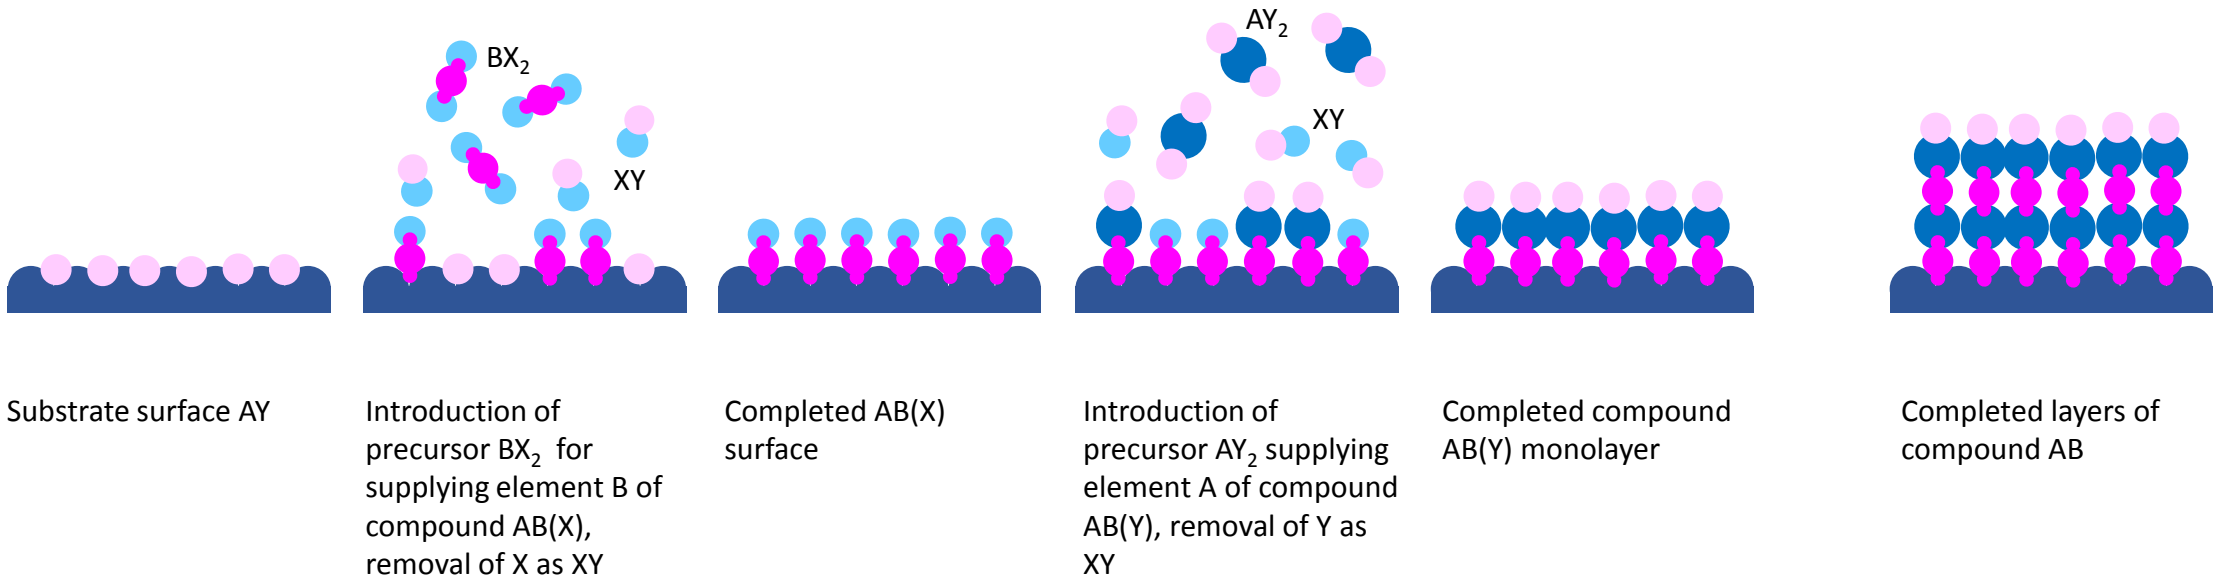 BX2
XY
AY2
XY
Substrate surface AY
Introduction of
precursor BX2 for
supplying element B of
compound AB(X),
removal of X as XY
Completed AB(X)
surface
Introduction of
precursor AY2 supplying
element A of compound
AB(Y), removal of Y as
XY
Completed compound
AB(Y) monolayer
Completed layers of
compound AB